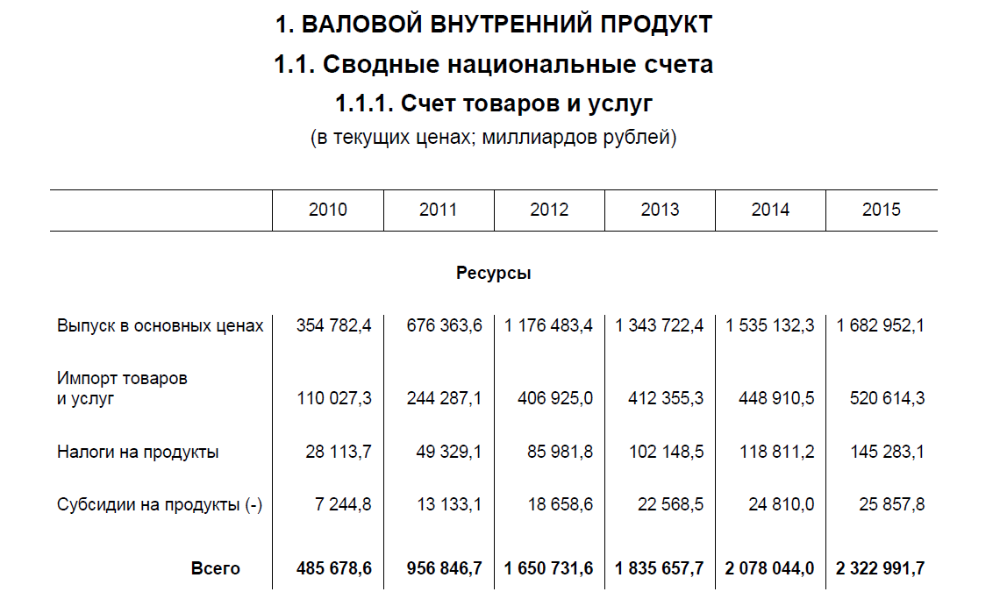 1. ВАЛОВОЙ ВНУТРЕННИЙ ПРОДУКТ
1.1. Сводные национальные счета
1.1.1. Счет товаров и услуг
(в текущих ценах; миллиардов рублей)
2010 2011 2012 2013 2014 2015
Ресурсы
Выпуск в основных ценах 354 782,4 676 363,6 1 176 483,4 1 343 722,4 1 535 132,3 1 682 952,1
Импорт товаров
и услуг 110 027,3 244 287,1 406 925,0 412 355,3 448 910,5 520 614,3
Налоги на продукты 28 113,7 49 329,1 85 981,8 102 148,5 118 811,2 145 283,1
Субсидии на продукты (-) 7 244,8 13 133,1 18 658,6 22 568,5 24 810,0 25 857,8
Всего 485 678,6 956 846,7 1 650 731,6 1 835 657,7 2 078 044,0 2 322 991,7